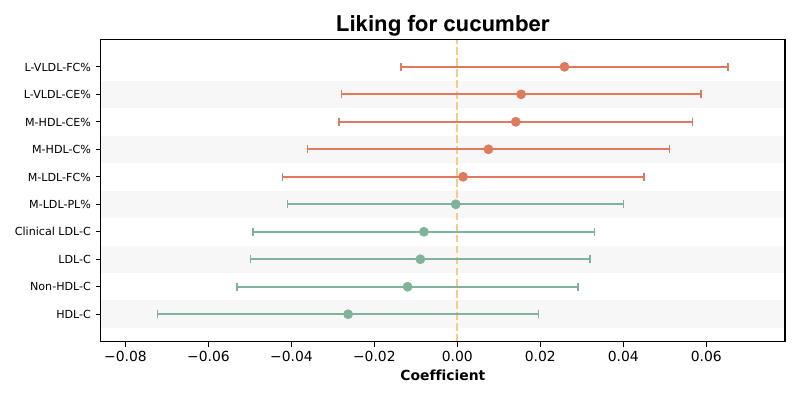 Liking for cucumber
L-VLDL-FC%
L-VLDL-CE%
M-HDL-CE%
M-HDL-C%
M-LDL-FC%
M-LDL-PL%
Clinical LDL-C
LDL-C
Non-HDL-C
HDL-C
−0.08 −0.06 −0.04 −0.02 0.00 0.02 0.04 0.06
Coefficient